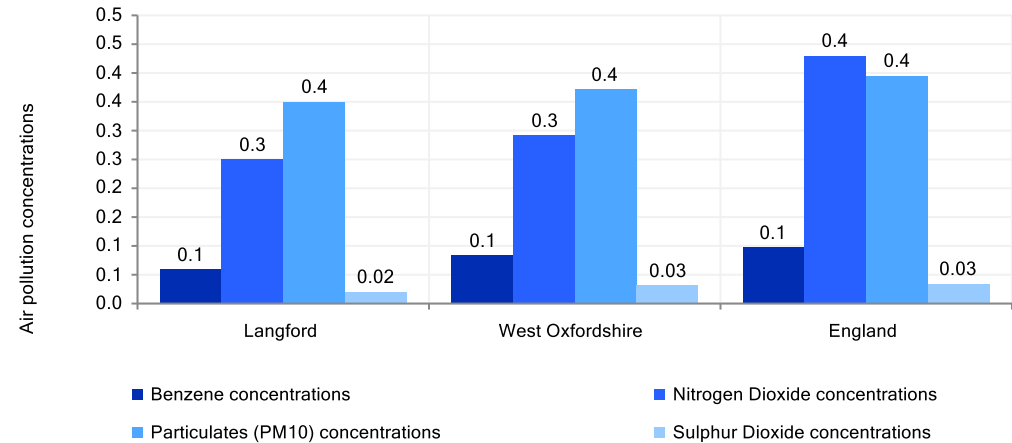 0.5
0.5
0.4
0.4
0.3
0.3
0.2
0.2
0.1
0.1
0.0
Air pollution concentrations
0.1 0.3 0.4 0.02
0.1 0.3 0.4 0.03
0.1 0.4 0.4 0.03
Langford West Oxfordshire England
Benzene concentrations Nitrogen Dioxide concentrations
Particulates (PM10) concentrations Sulphur Dioxide concentrations